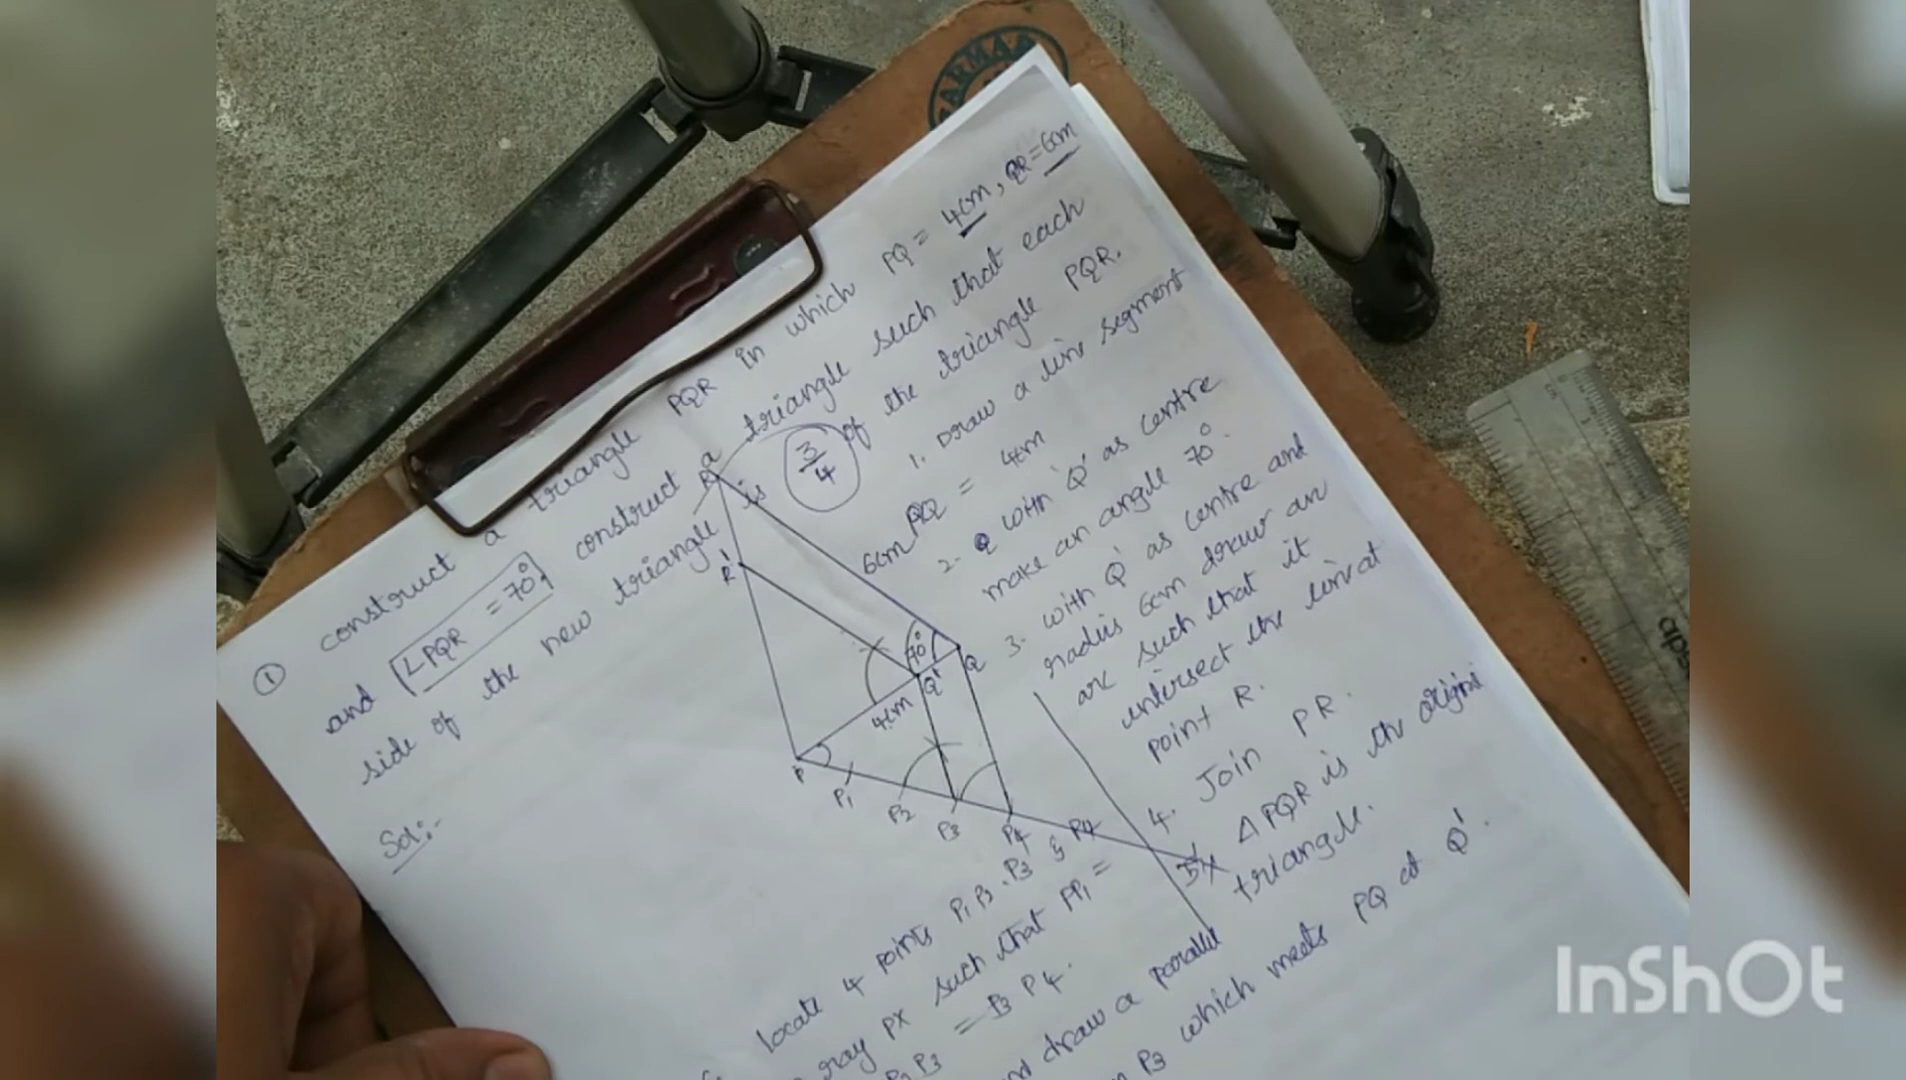 ARMA
① construct a triangle PQR in which PQ = 4cm, QR = 6cm
and ∠PQR = 70° construct a triangle such that each
side of the new triangle is 3/4 of the triangle PQR.
Sol:-
1. Draw a line segment
PQ = 4cm
2. Q with Q' as centre
make an angle 70°.
3. with Q' as centre and
radius 6cm draw an
arc such that it
intersect the line at
point R.
4. Join PR.
Δ PQR is the origin
triangle.
R
R'
6cm
70°
Q
Q'
4cm
P
P1
P2
P3
P4
X
locate 4 points P1 P3 . P3 & P4
ray PX such that PP1 =
P2 P3 = P3 P4.
draw a parallel
P3 which meets PQ at Q'.
InShOt